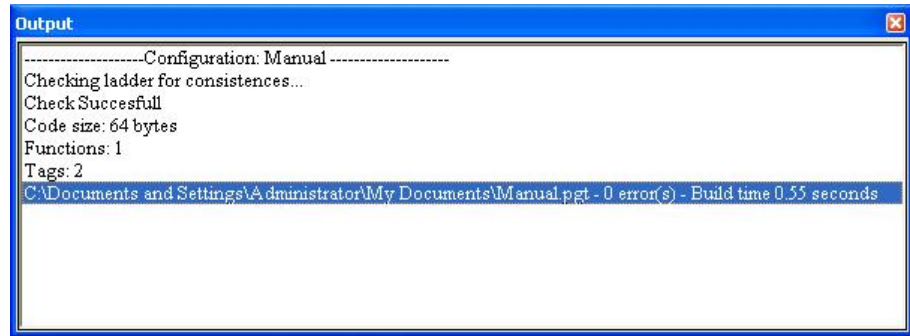 Output
--------------------Configuration: Manual --------------------
Checking ladder for consistences...
Check Succesfull
Code size: 64 bytes
Functions: 1
Tags: 2
C:\Documents and Settings\Administrator\My Documents\Manual.pgt - 0 error(s) - Build time 0.55 seconds